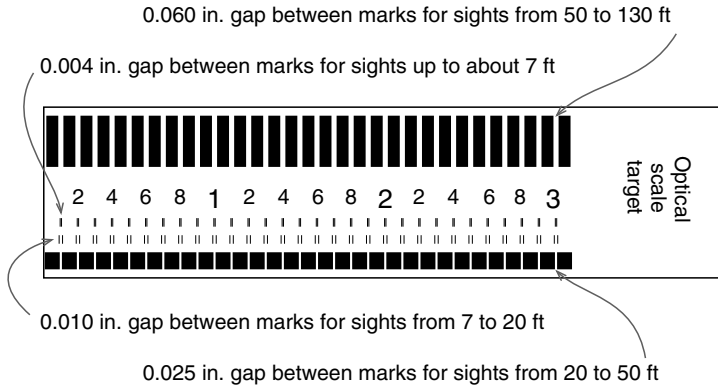 0.060 in. gap between marks for sights from 50 to 130 ft
0.004 in. gap between marks for sights up to about 7 ft
2 4 6 8 1 2 4 6 8 2 2 4 6 8 3
Optical
scale
target
0.010 in. gap between marks for sights from 7 to 20 ft
0.025 in. gap between marks for sights from 20 to 50 ft